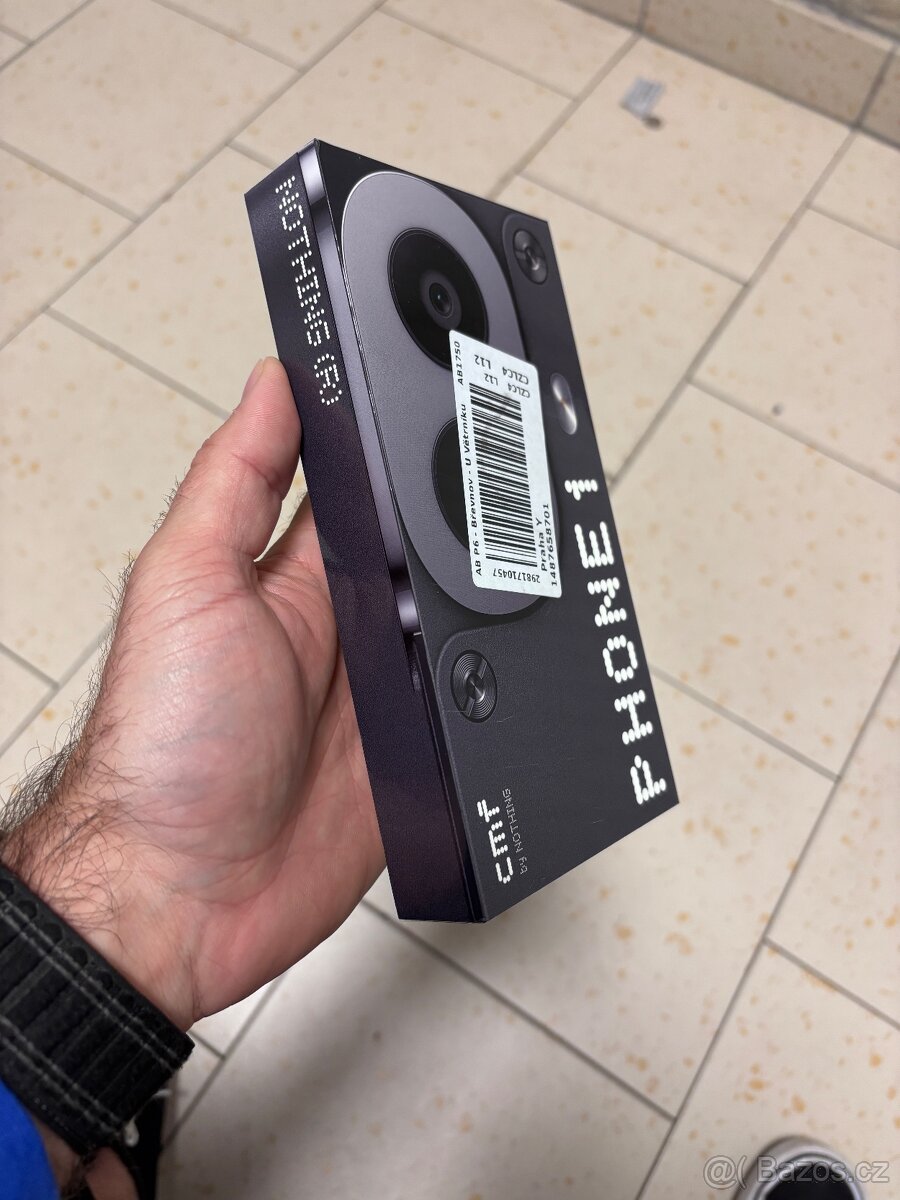 NOTHING (R)
AB P6 - Břevnov - U Větrníku
AB1750
CZLC4 L12
CZLC4 L12
2981710457
Praha Y
1487658701
PHONE 1
cmf
by NOTHING
@( Bazos.cz